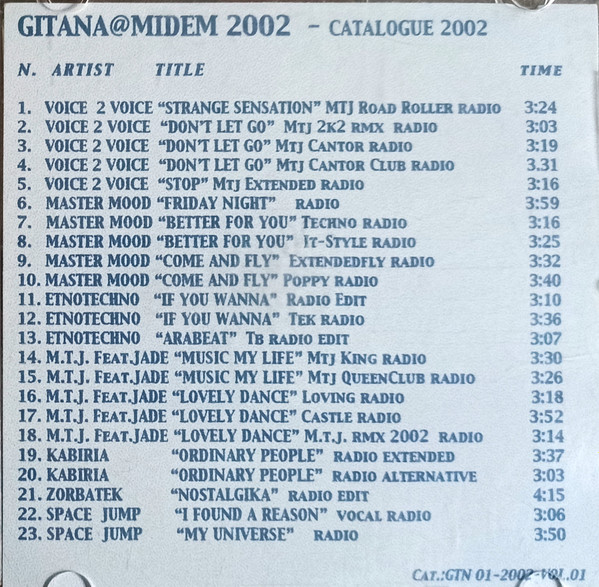 GITANA@MIDEM 2002 - CATALOGUE 2002
N. ARTIST TITLE TIME
1. VOICE 2 VOICE “STRANGE SENSATION” MTJ ROAD ROLLER RADIO 3:24
2. VOICE 2 VOICE “DON'T LET GO” MTJ 2K2 RMX RADIO 3:03
3. VOICE 2 VOICE “DON'T LET GO” MTJ CANTOR RADIO 3:19
4. VOICE 2 VOICE “DON'T LET GO” MTJ CANTOR CLUB RADIO 3.31
5. VOICE 2 VOICE “STOP” MTJ EXTENDED RADIO 3:16
6. MASTER MOOD “FRIDAY NIGHT” RADIO 3:59
7. MASTER MOOD “BETTER FOR YOU” TECHNO RADIO 3:16
8. MASTER MOOD “BETTER FOR YOU” IT-STYLE RADIO 3:25
9. MASTER MOOD “COME AND FLY” EXTENDEDFLY RADIO 3:32
10. MASTER MOOD “COME AND FLY” POPPY RADIO 3:40
11. ETNOTECHNO “IF YOU WANNA” RADIO EDIT 3:10
12. ETNOTECHNO “IF YOU WANNA” TEK RADIO 3:36
13. ETNOTECHNO “ARABEAT” TB RADIO EDIT 3:07
14. M.T.J. FEAT.JADE “MUSIC MY LIFE” MTJ KING RADIO 3:30
15. M.T.J. FEAT.JADE “MUSIC MY LIFE” MTJ QUEENCLUB RADIO 3:26
16. M.T.J. FEAT.JADE “LOVELY DANCE” LOVING RADIO 3:18
17. M.T.J. FEAT.JADE “LOVELY DANCE” CASTLE RADIO 3:52
18. M.T.J. FEAT.JADE “LOVELY DANCE” M.T.J. RMX 2002 RADIO 3:14
19. KABIRIA “ORDINARY PEOPLE” RADIO EXTENDED 3:37
20. KABIRIA “ORDINARY PEOPLE” RADIO ALTERNATIVE 3:03
21. ZORBATEK “NOSTALGIKA” RADIO EDIT 4:15
22. SPACE JUMP “I FOUND A REASON” VOCAL RADIO 3:06
23. SPACE JUMP “MY UNIVERSE” RADIO 3:50
CAT.:GTN 01-2002-VOL.01